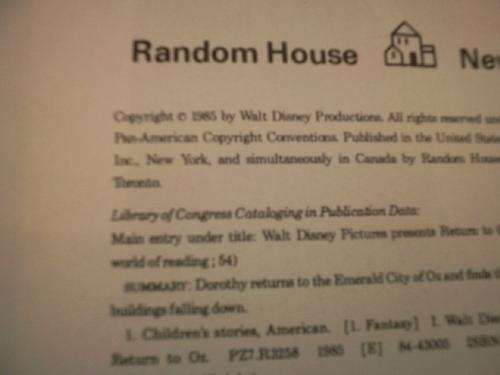 Random House New
Copyright © 1985 by Walt Disney Productions. All rights reserved und
Pan-American Copyright Conventions. Published in the United State
Inc., New York, and simultaneously in Canada by Random House
Toronto.
Library of Congress Cataloging in Publication Data:
Main entry under title: Walt Disney Pictures presents Return to
world of reading ; 54)
SUMMARY: Dorothy returns to the Emerald City of Oz and finds
buildings falling down.
1. Children's stories, American. [1. Fantasy] I. Walt Dis
Return to Oz. PZ7.R3258 1985 [E] 84-43005 ISBN